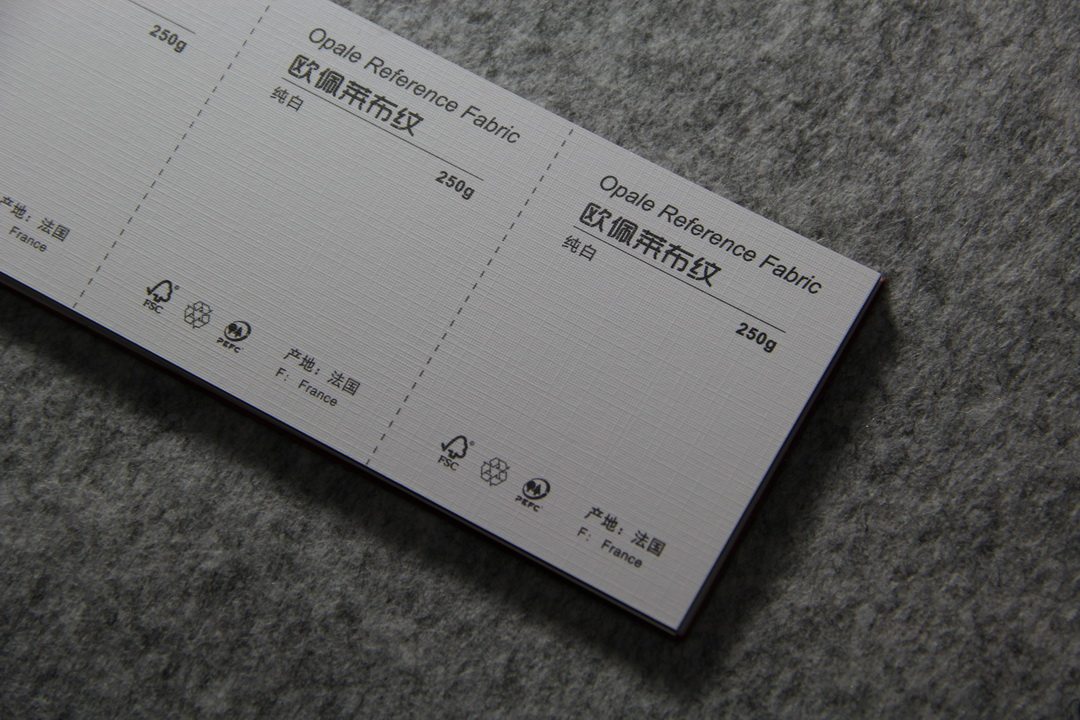 250g
产地：法国
France
Opale Reference Fabric
欧佩莱布纹
纯白
250g
FSC
PEFC
产地：法国
F： France
Opale Reference Fabric
欧佩莱布纹
纯白
250g
FSC
PEFC
产地：法国
F： France